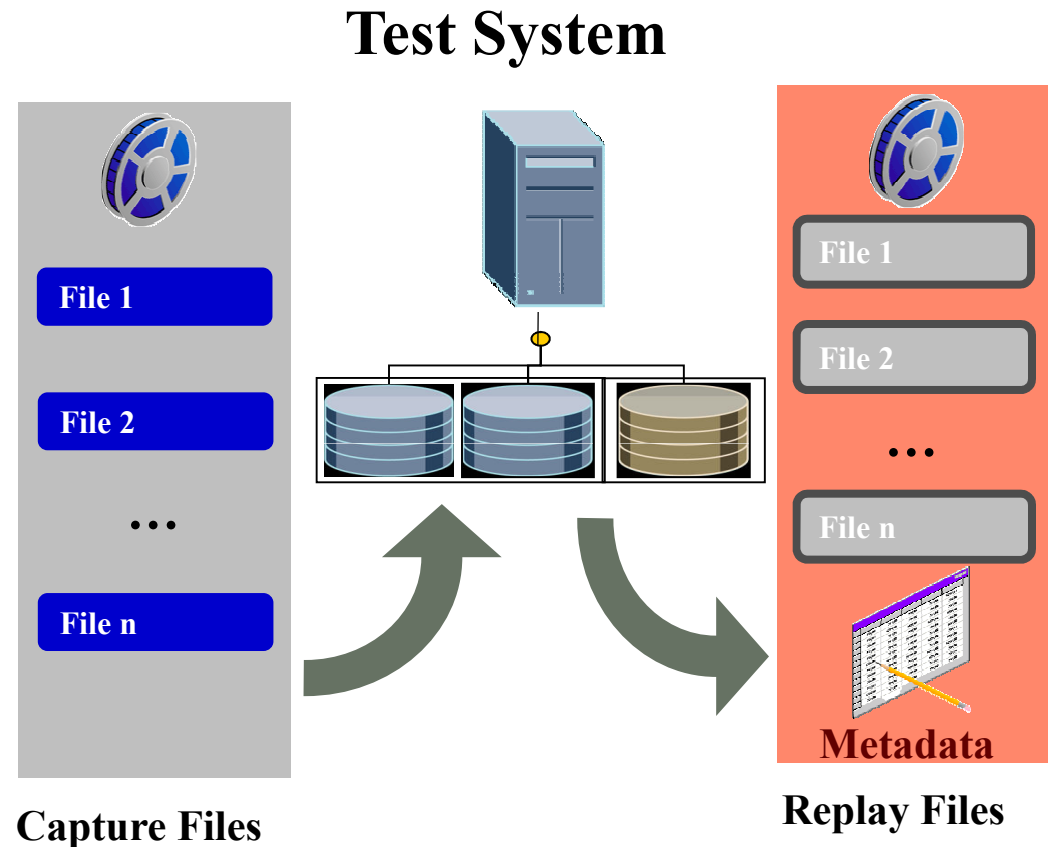 Test System
File 1
File 2
...
File n
Capture Files
File 1
File 2
...
File n
Metadata
Replay Files